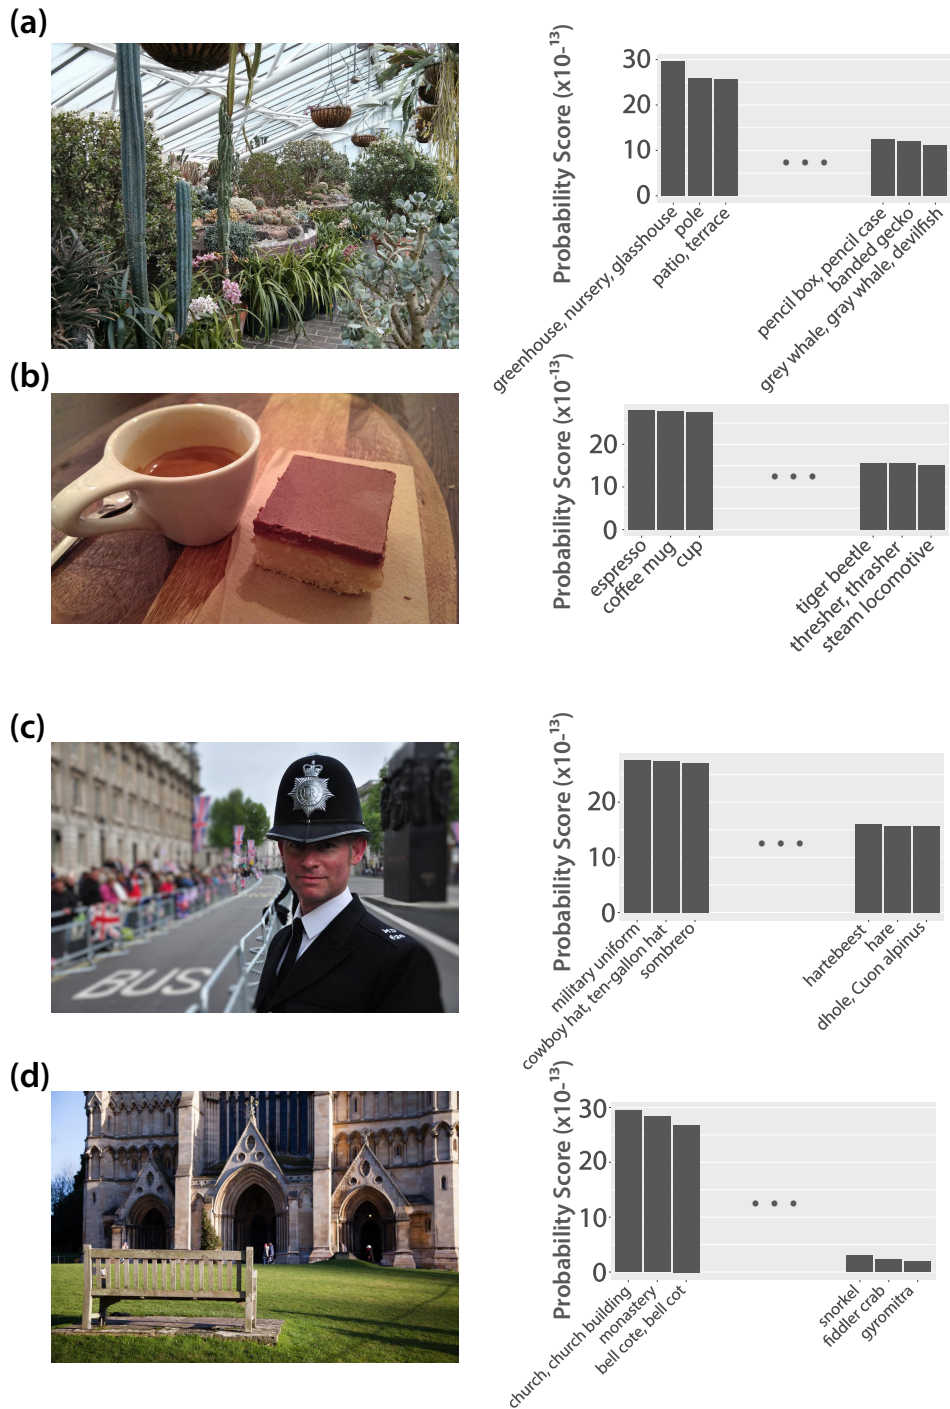 (a)
Probability Score (x10-13)
30
20
10
0
greenhouse, nursery, glasshouse
pole
patio, terrace
pencil box, pencil case
banded gecko
grey whale, gray whale, devilfish
(b)
Probability Score (x10-13)
20
10
0
espresso
coffee mug
cup
tiger beetle
thresher, thrasher
steam locomotive
(c)
BUS
Probability Score (x10-13)
20
10
0
military uniform
cowboy hat, ten-gallon hat
sombrero
hartebeest
hare
dhole, Cuon alpinus
(d)
Probability Score (x10-13)
30
20
10
0
church, church building
monastery
bell cote, bell cot
snorkel
fiddler crab
gyromitra